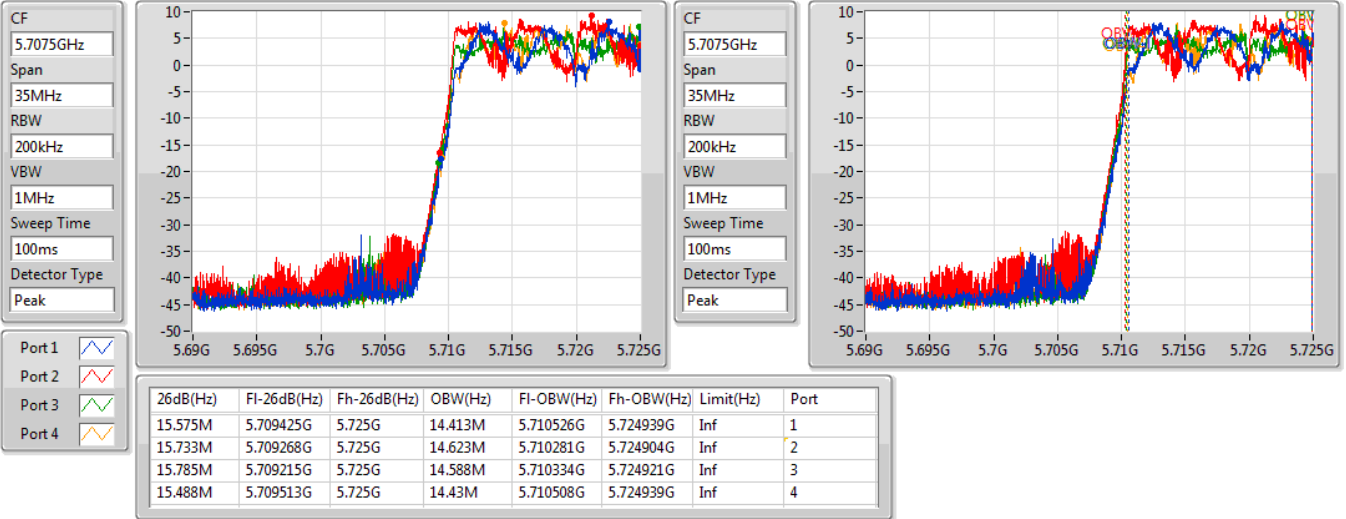 CF
5.7075GHz
Span
35MHz
RBW
200kHz
VBW
1MHz
Sweep Time
100ms
Detector Type
Peak
10
5
0
-5
-10
-15
-20
-25
-30
-35
-40
-45
-50
5.69G 5.695G 5.7G 5.705G 5.71G 5.715G 5.72G 5.725G
CF
5.7075GHz
Span
35MHz
RBW
200kHz
VBW
1MHz
Sweep Time
100ms
Detector Type
Peak
10
5
0
-5
-10
-15
-20
-25
-30
-35
-40
-45
-50
5.69G 5.695G 5.7G 5.705G 5.71G 5.715G 5.72G 5.725G
Port 1
Port 2
Port 3
Port 4
26dB(Hz) Fl-26dB(Hz) Fh-26dB(Hz) OBW(Hz) Fl-OBW(Hz) Fh-OBW(Hz) Limit(Hz) Port
15.575M 5.709425G 5.725G 14.413M 5.710526G 5.724939G Inf 1
15.733M 5.709268G 5.725G 14.623M 5.710281G 5.724904G Inf 2
15.785M 5.709215G 5.725G 14.588M 5.710334G 5.724921G Inf 3
15.488M 5.709513G 5.725G 14.43M 5.710508G 5.724939G Inf 4